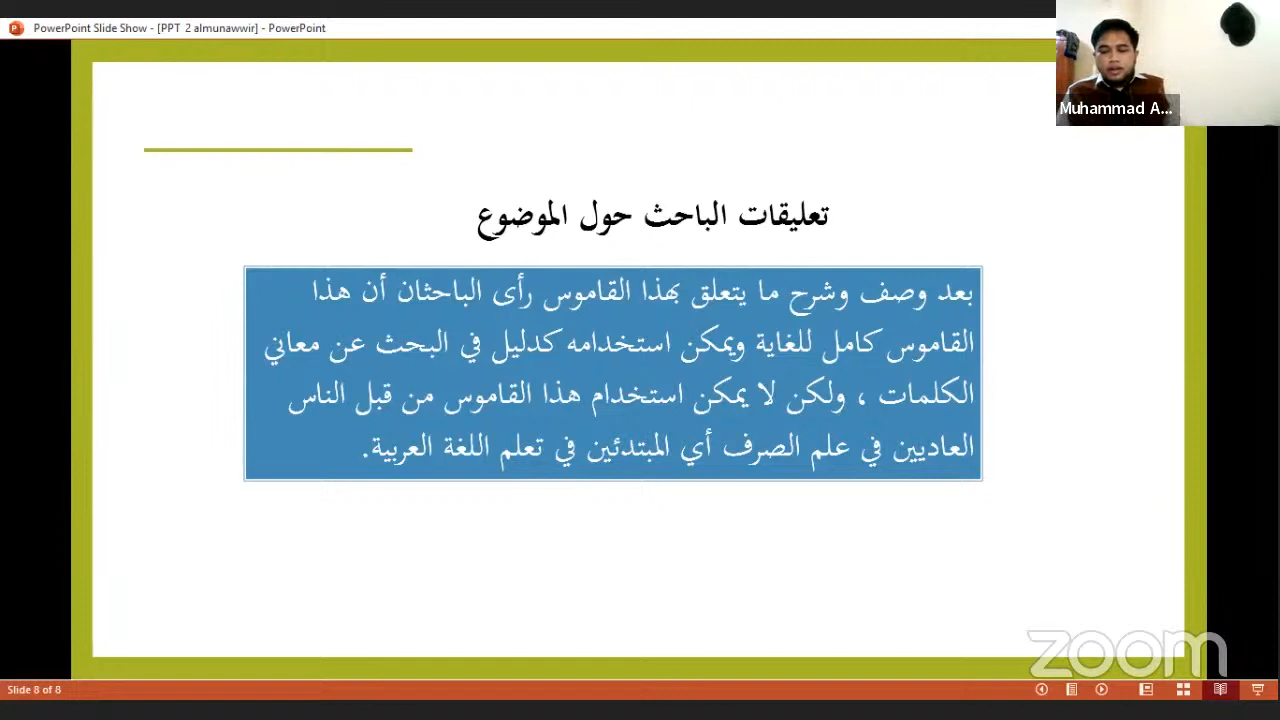 PowerPoint Slide Show - [PPT 2 almunawwir] - PowerPoint
Muhammad A...
تعليقات الباحث حول الموضوع
بعد وصف وشرح ما يتعلق بهذا القاموس رأى الباحثان أن هذا
القاموس كامل للغاية ويمكن استخدامه كدليل في البحث عن معاني
الكلمات ، ولكن لا يمكن استخدام هذا القاموس من قبل الناس
العاديين في علم الصرف أي المبتدئين في تعلم اللغة العربية.
zoom
Slide 8 of 8